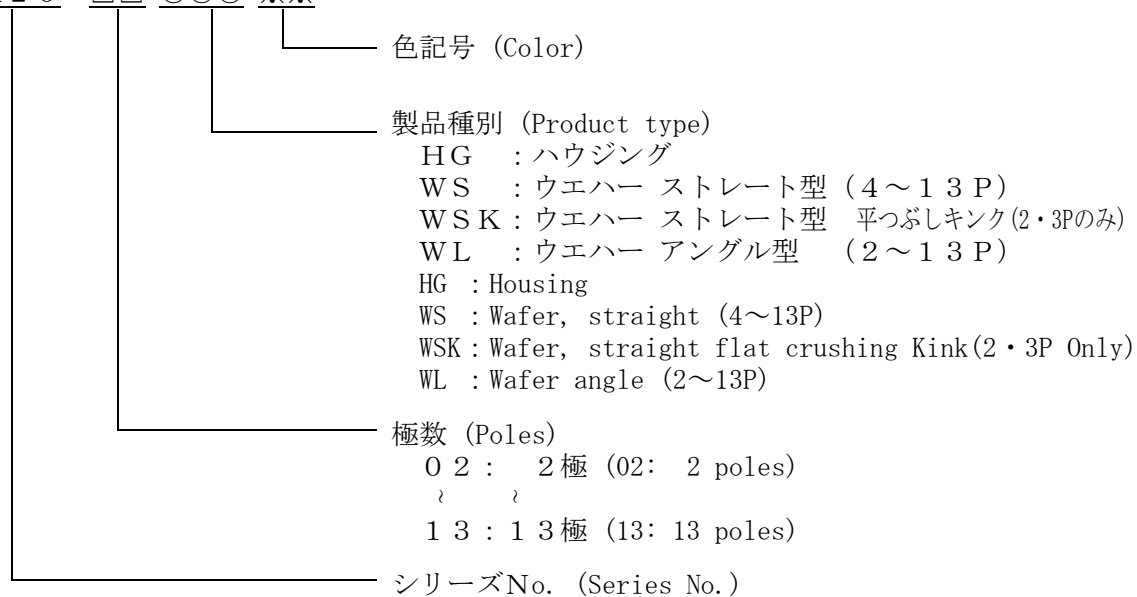 色記号 (Color)
製品種別 (Product type)
ＨＧ ：ハウジング
ＷＳ ：ウエハー ストレート型 （４～１３Ｐ）
ＷＳＫ：ウエハー ストレート型 平つぶしキンク(2・3Pのみ)
ＷＬ ：ウエハー アングル型 （２～１３Ｐ）
HG ：Housing
WS ：Wafer, straight (4～13P)
WSK：Wafer, straight flat crushing Kink(2・3P Only)
WL ：Wafer angle (2～13P)
極数 (Poles)
０２： ２極 (02: 2 poles)
～ ～
１３：１３極 (13: 13 poles)
シリーズNo. (Series No.)